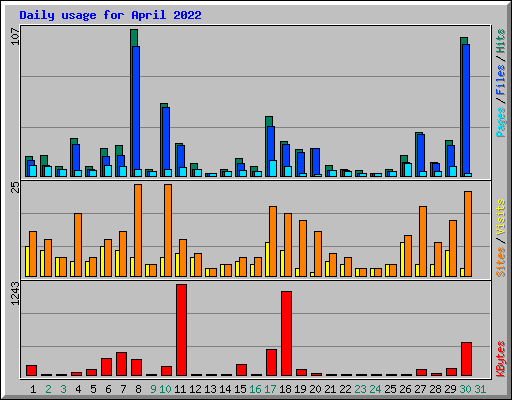 Daily usage for April 2022
107
Pages / Files / Hits
25
Sites / Visits
1243
KBytes
1 2 3 4 5 6 7 8 9 10 11 12 13 14 15 16 17 18 19 20 21 22 23 24 25 26 27 28 29 30 31